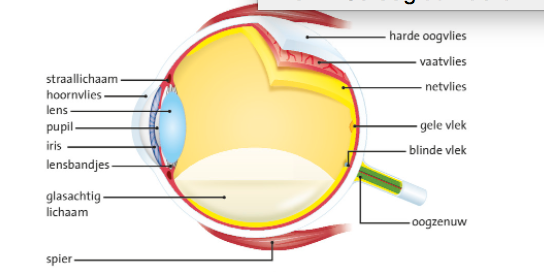 harde oogvlies
vaatvlies
netvlies
gele vlek
blinde vlek
oogzenuw
straallichaam
hoornvlies
lens
pupil
iris
lensbandjes
glasachtig
lichaam
spier